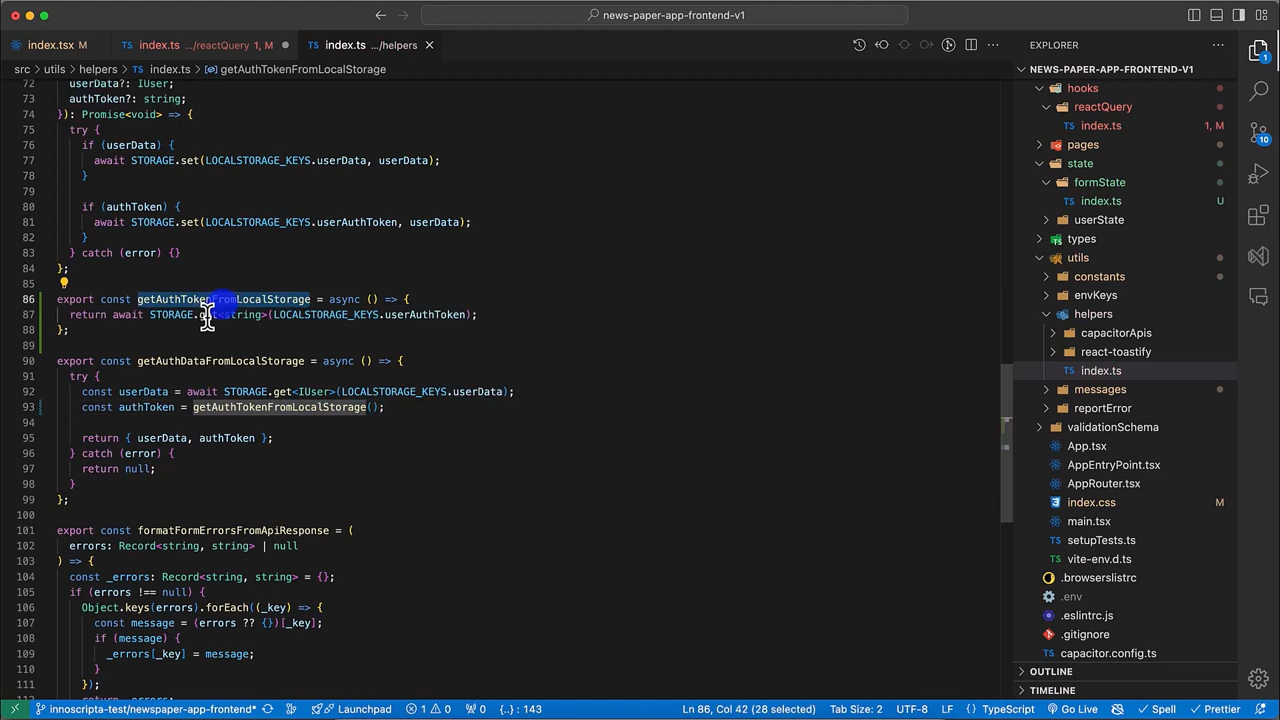 news-paper-app-frontend-v1
index.tsx M
index.ts .../reactQuery 1, M
index.ts .../helpers
EXPLORER
src > utils > helpers > index.ts > getAuthTokenFromLocalStorage
72 userData?: IUser;
73 authToken?: string;
74 }): Promise<void> => {
75 try {
76 if (userData) {
77 await STORAGE.set(LOCALSTORAGE_KEYS.userData, userData);
78 }
79
80 if (authToken) {
81 await STORAGE.set(LOCALSTORAGE_KEYS.userAuthToken, userData);
82 }
83 } catch (error) {}
84 };
85
86 export const getAuthTokenFromLocalStorage = async () => {
87 return await STORAGE.get<string>(LOCALSTORAGE_KEYS.userAuthToken);
88 };
89
90 export const getAuthDataFromLocalStorage = async () => {
91 try {
92 const userData = await STORAGE.get<IUser>(LOCALSTORAGE_KEYS.userData);
93 const authToken = getAuthTokenFromLocalStorage();
94
95 return { userData, authToken };
96 } catch (error) {
97 return null;
98 }
99 };
100
101 export const formatFormErrorsFromApiResponse = (
102 errors: Record<string, string> | null
103 ) => {
104 const _errors: Record<string, string> = {};
105 if (errors !== null) {
106 Object.keys(errors).forEach((_key) => {
107 const message = (errors ?? {})[_key];
108 if (message) {
109 _errors[_key] = message;
110 }
111 });
NEWS-PAPER-APP-FRONTEND-V1
hooks
reactQuery
index.ts 1, M
pages
state
formState
index.ts U
userState
types
utils
constants
envKeys
helpers
capacitorApis
react-toastify
index.ts
messages
reportError
validationSchema
App.tsx
AppEntryPoint.tsx
AppRouter.tsx
index.css M
main.tsx
setupTests.ts
vite-env.d.ts
.browserslistrc
.env
.eslintrc.js
.gitignore
capacitor.config.ts
OUTLINE
TIMELINE
1
10
innoscripta-test/newspaper-app-frontend* Launchpad 1 0 {..} : 143 Ln 86, Col 42 (28 selected) Tab Size: 2 UTF-8 LF TypeScript Go Live Spell Prettier